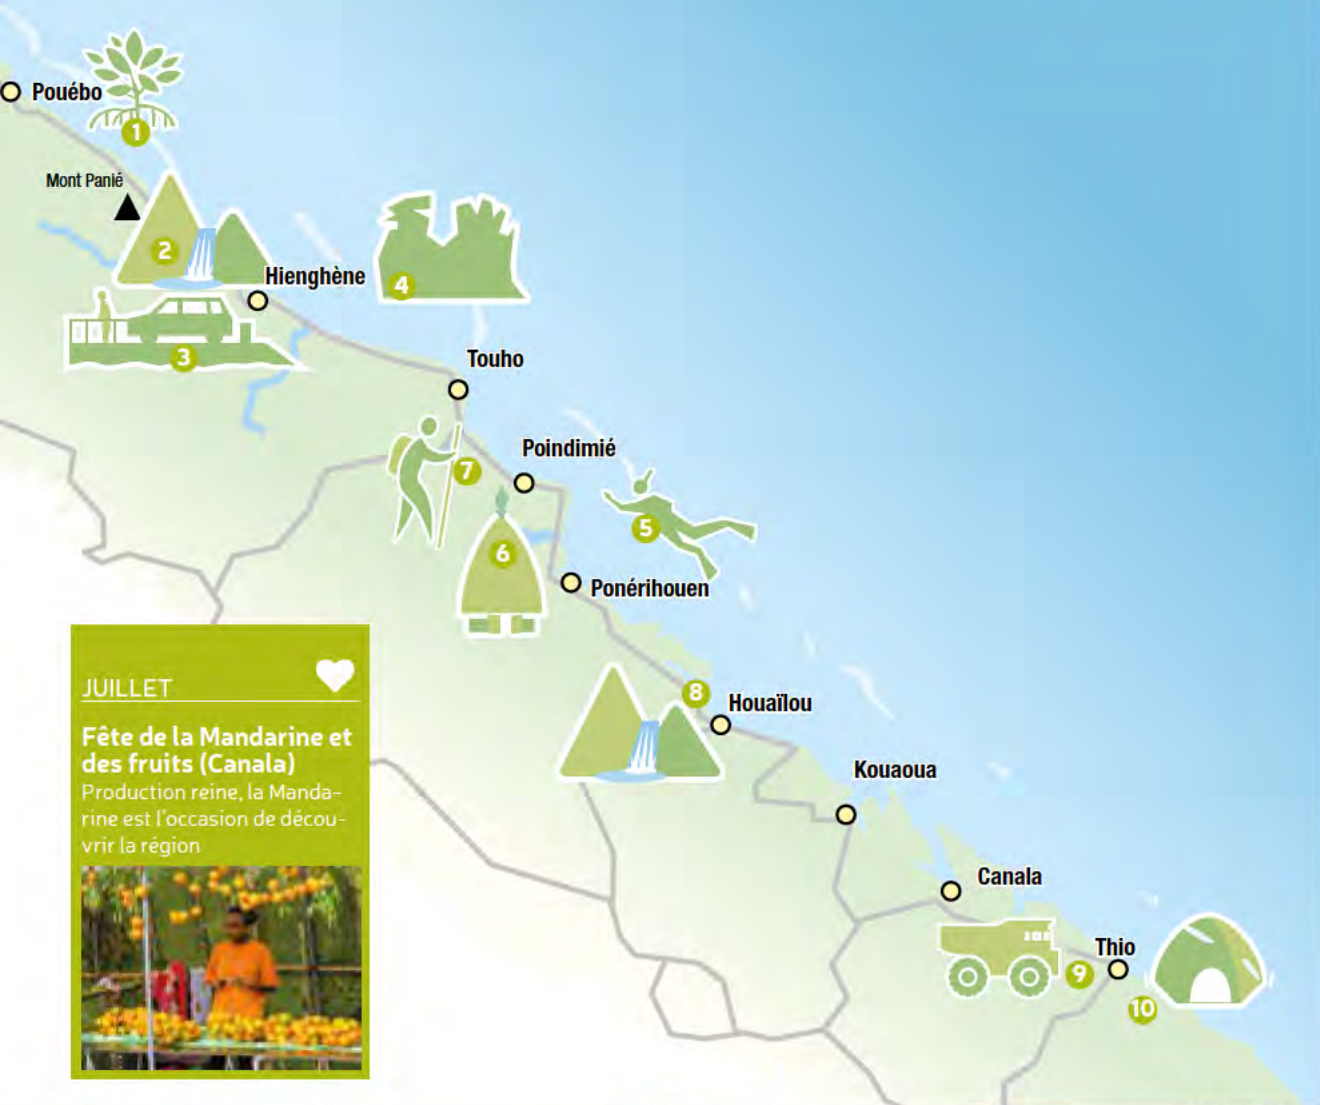 Pouébo
1
Mont Panié
2
Hienghène
4
3
Touho
Poindimié
7
5
6
Ponérihouen
8
Houaïlou
JUILLET
Fête de la Mandarine et
des fruits (Canala)
Production reine, la Manda-
rine est l'occasion de décou-
vrir la région
Kouaoua
Canala
Thio
9
10